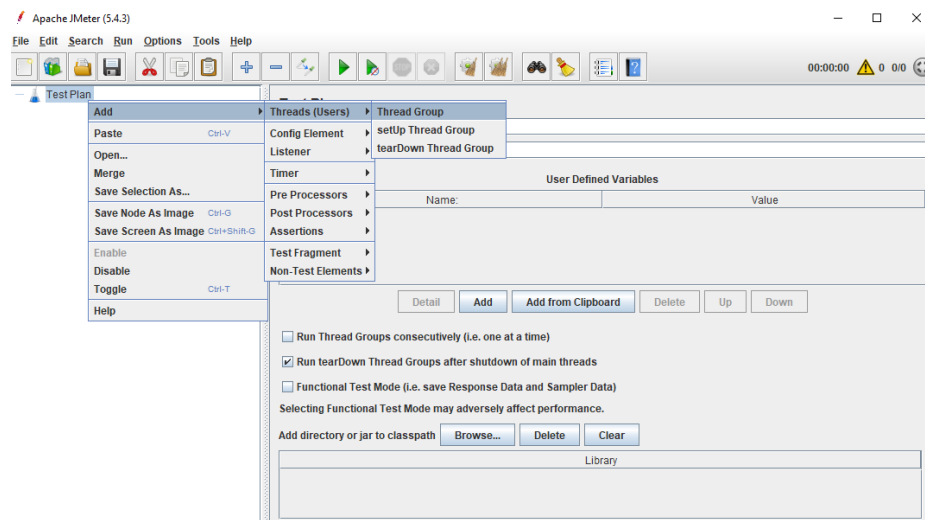 Apache JMeter (5.4.3)
File Edit Search Run Options Tools Help
00:00:00 0 0/0
Test Plan
Add
Paste Ctrl-V
Open...
Merge
Save Selection As...
Save Node As Image Ctrl-G
Save Screen As Image Ctrl+Shift-G
Enable
Disable
Toggle Ctrl-T
Help
Threads (Users)
Config Element
Listener
Timer
Pre Processors
Post Processors
Assertions
Test Fragment
Non-Test Elements
Thread Group
setUp Thread Group
tearDown Thread Group
User Defined Variables
Name: Value
Detail Add Add from Clipboard Delete Up Down
Run Thread Groups consecutively (i.e. one at a time)
Run tearDown Thread Groups after shutdown of main threads
Functional Test Mode (i.e. save Response Data and Sampler Data)
Selecting Functional Test Mode may adversely affect performance.
Add directory or jar to classpath Browse... Delete Clear
Library